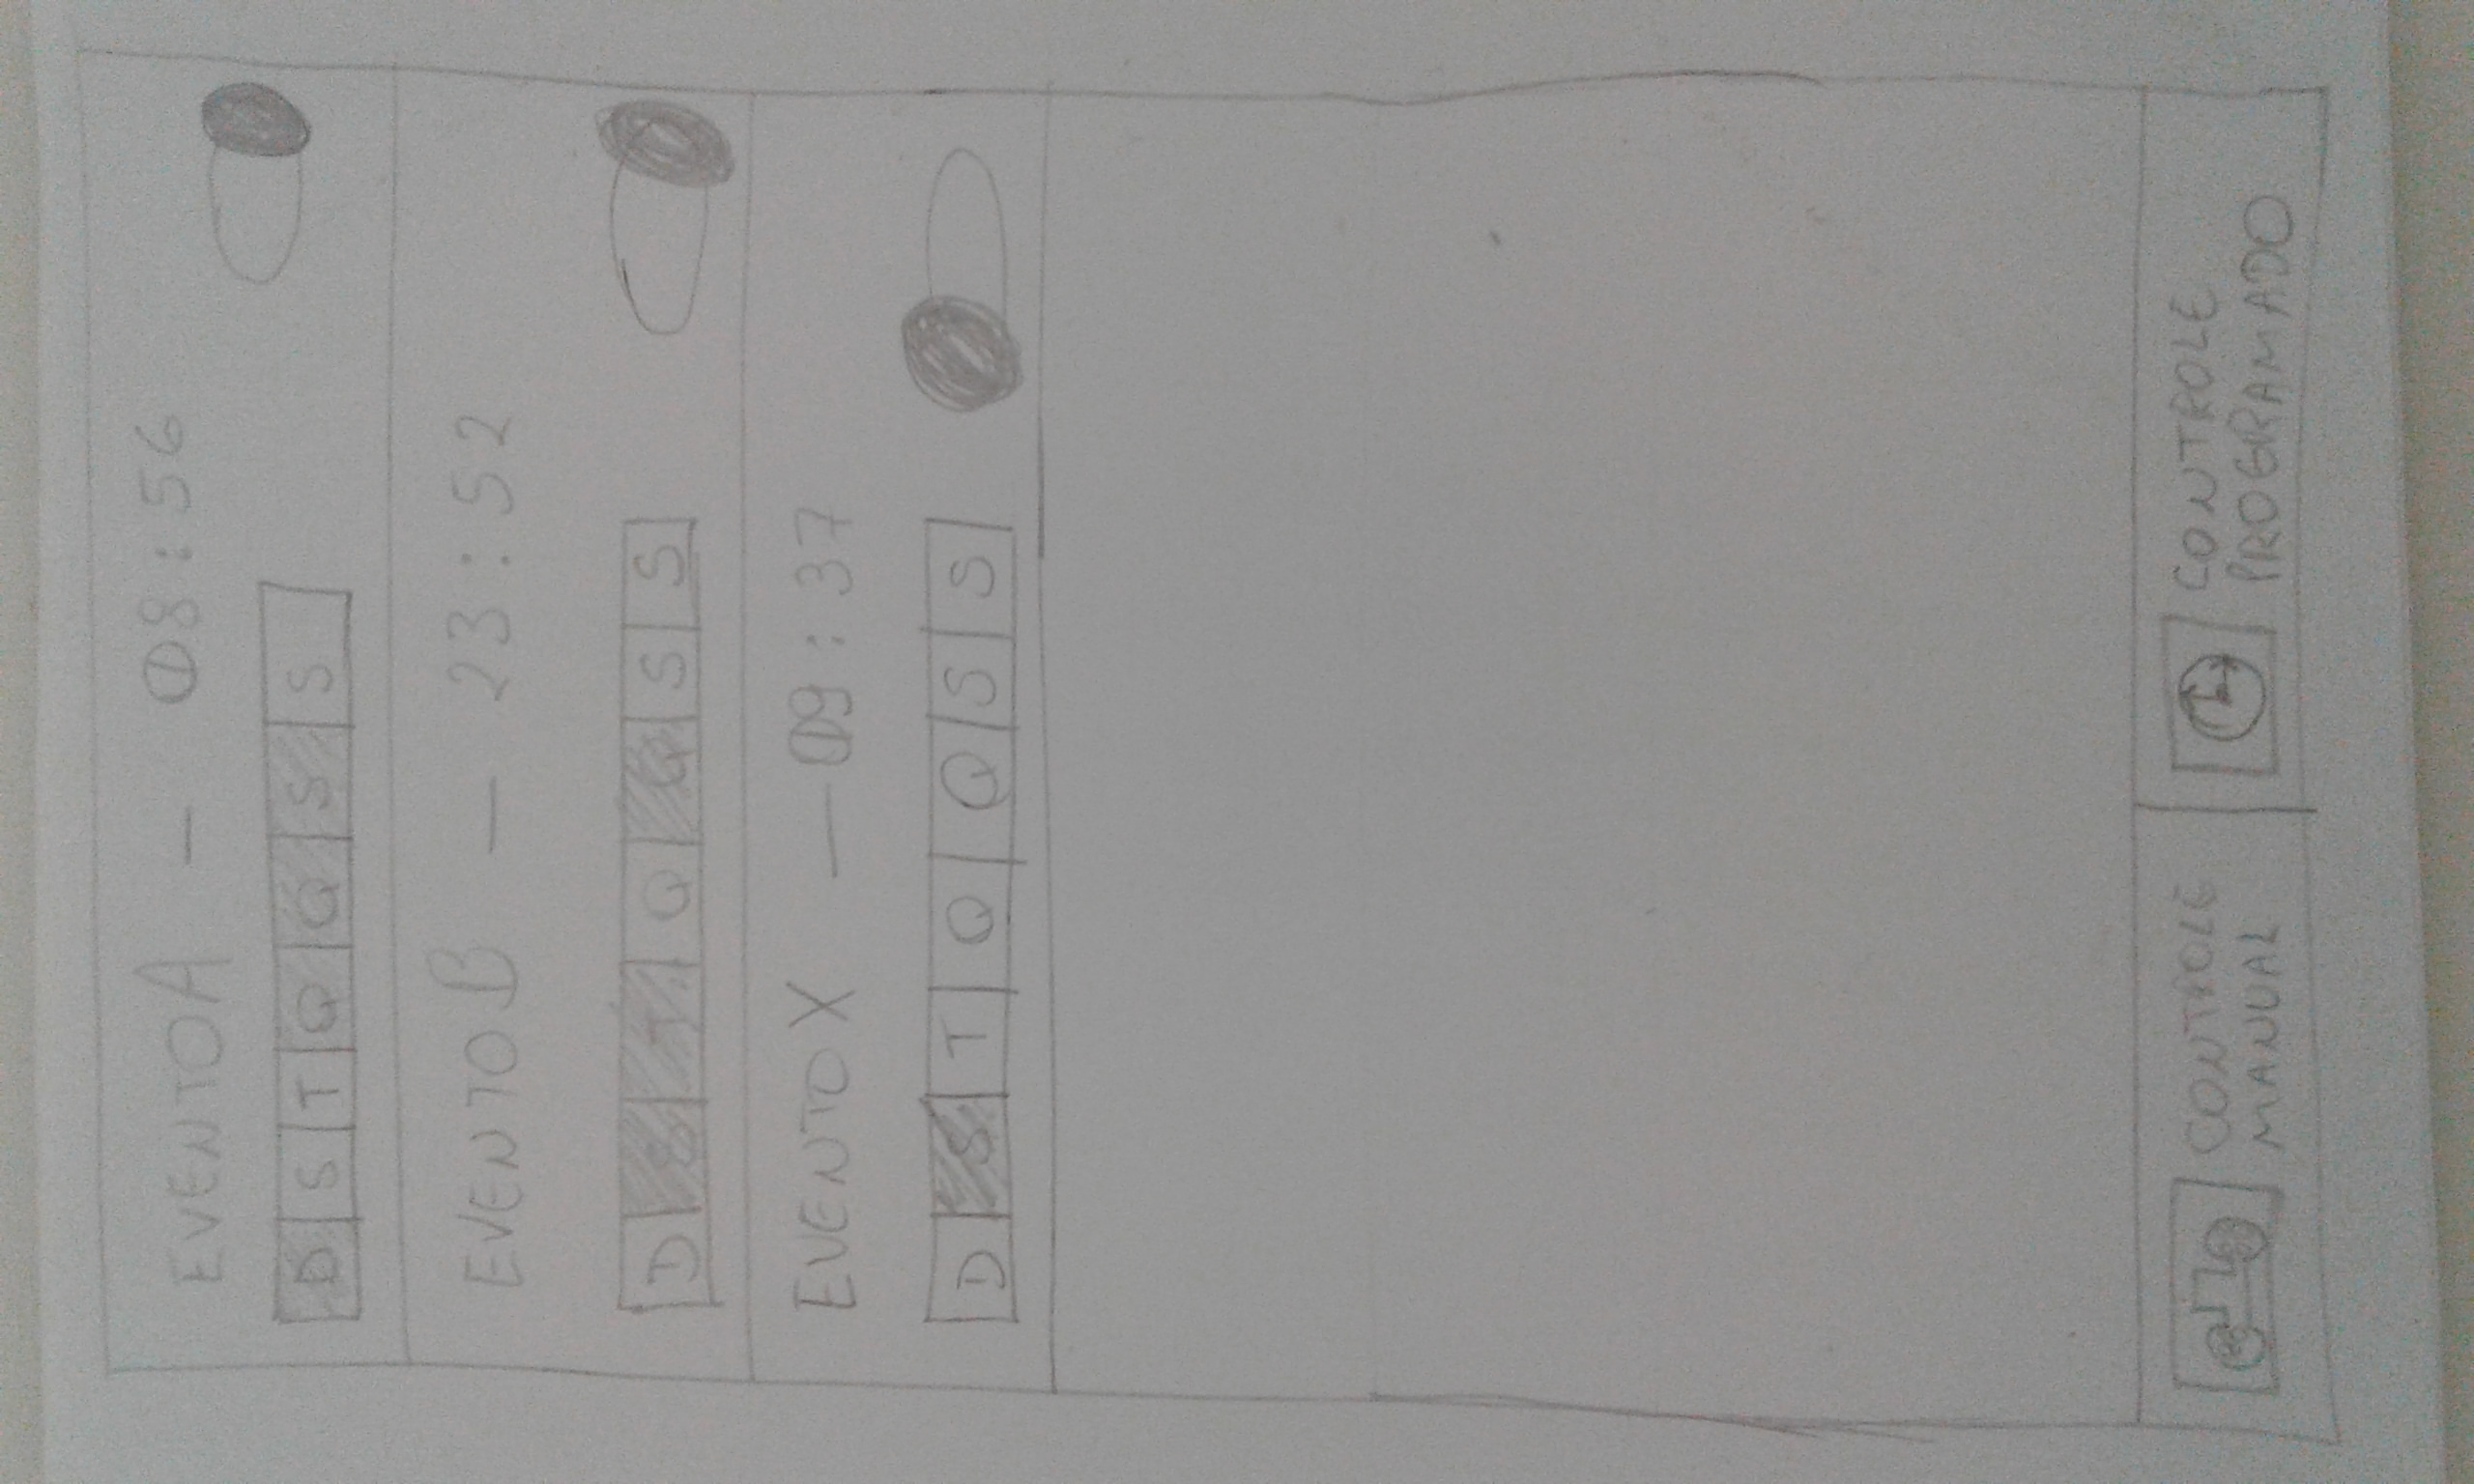 EVENTO A — 08:56
D S T Q Q S S
EVENTO B — 23:52
D S T Q Q S S
EVENTO X — 09:37
D S T Q Q S S
CONTROLE
MANUAL
CONTROLE
PROGRAMADO